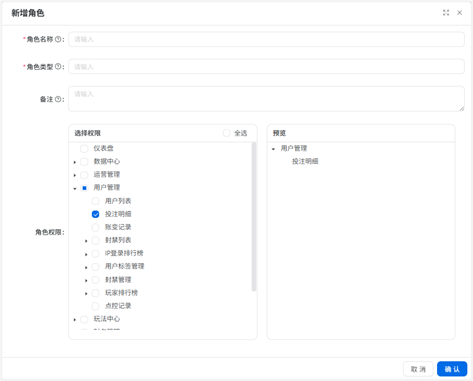 新增角色
* 角色名称 :
请输入
* 角色类型 :
请输入
备注 :
请输入
角色权限:
选择权限
全选
仪表盘
数据中心
运营管理
用户管理
用户列表
投注明细
账变记录
封禁列表
IP登录排行榜
用户标签管理
封禁管理
玩家排行榜
点控记录
玩法中心
预览
用户管理
投注明细
取 消
确 认